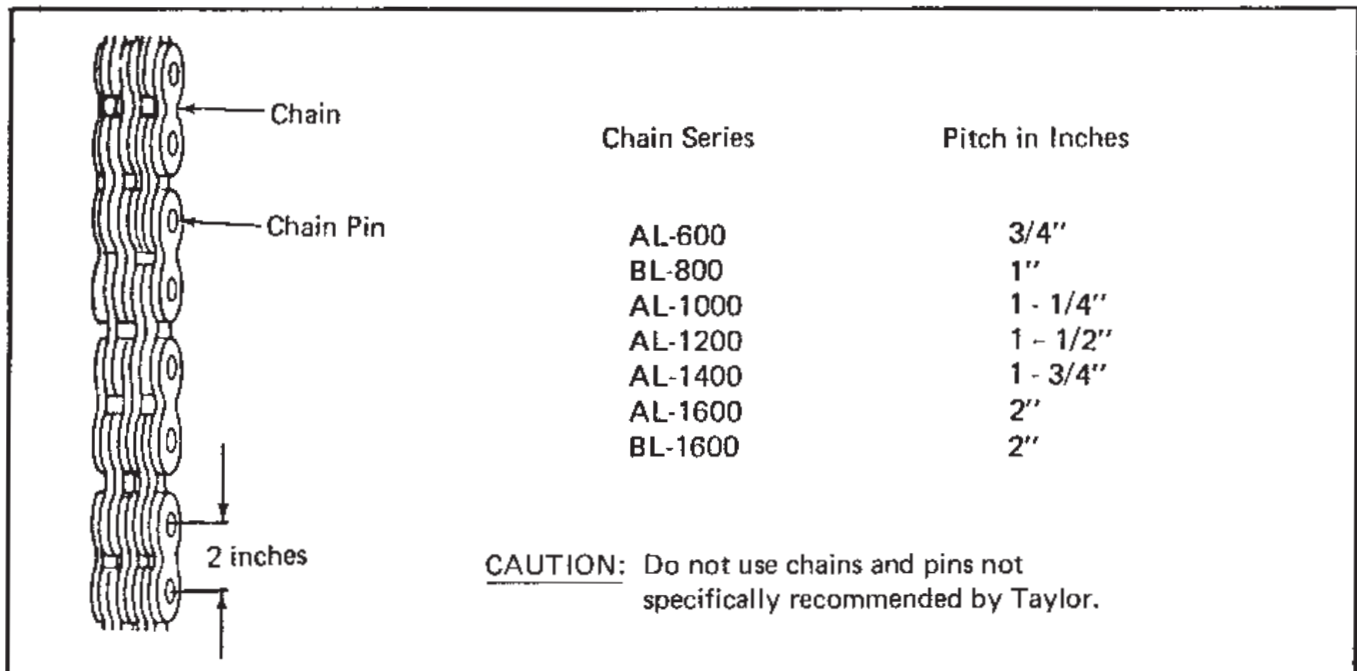 Chain
Chain Pin
2 inches
Chain Series Pitch in Inches
AL-600 3/4"
BL-800 1"
AL-1000 1 - 1/4"
AL-1200 1 - 1/2"
AL-1400 1 - 3/4"
AL-1600 2"
BL-1600 2"
CAUTION: Do not use chains and pins not
specifically recommended by Taylor.